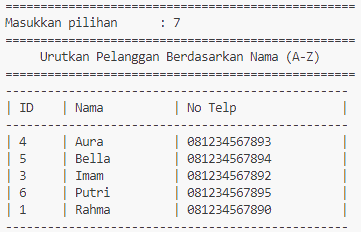 ==================================================
Masukkan pilihan      : 7
==================================================
     Urutkan Pelanggan Berdasarkan Nama (A-Z)
==================================================
--------------------------------------------------
| ID    | Nama          | No Telp                |
--------------------------------------------------
| 4     | Aura          | 081234567893           |
| 5     | Bella         | 081234567894           |
| 3     | Imam          | 081234567892           |
| 6     | Putri         | 081234567895           |
| 1     | Rahma         | 081234567890           |
--------------------------------------------------